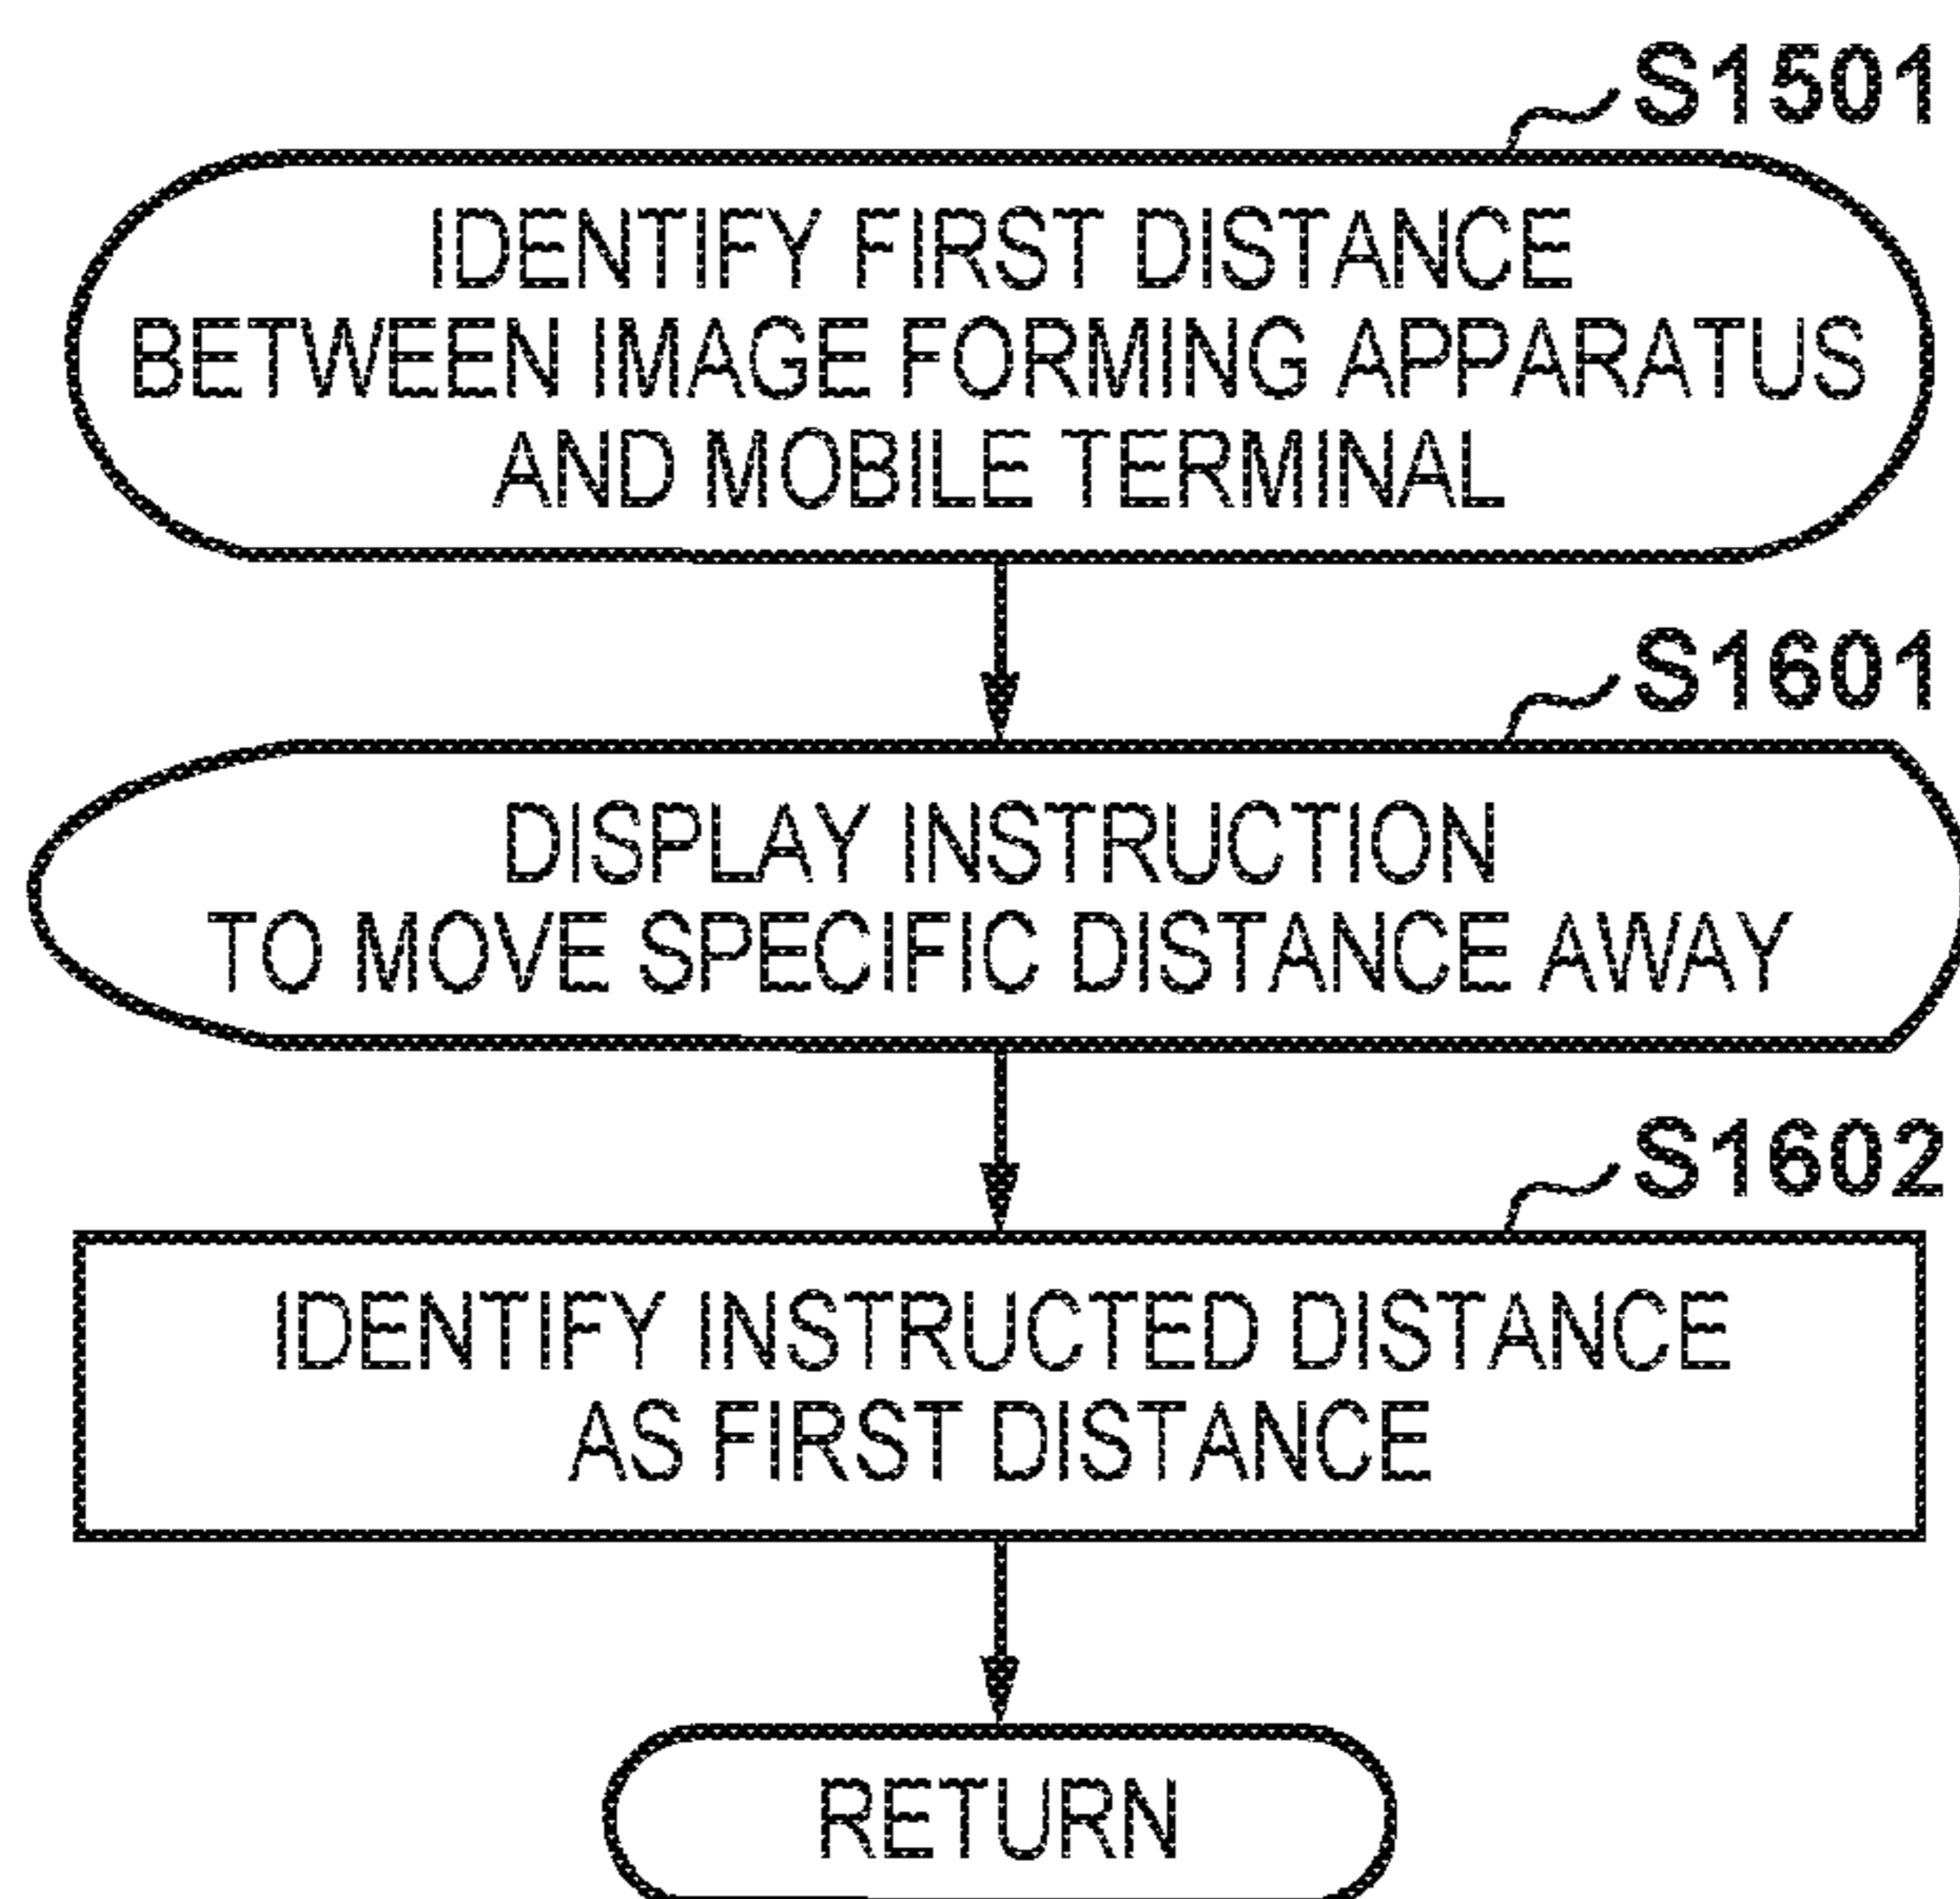 S1501
IDENTIFY FIRST DISTANCE
BETWEEN IMAGE FORMING APPARATUS
AND MOBILE TERMINAL
S1601
DISPLAY INSTRUCTION
TO MOVE SPECIFIC DISTANCE AWAY
S1602
IDENTIFY INSTRUCTED DISTANCE
AS FIRST DISTANCE
RETURN